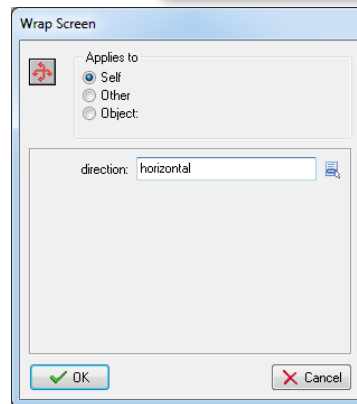 Wrap Screen
Applies to
Self
Other
Object:
direction: horizontal
OK Cancel